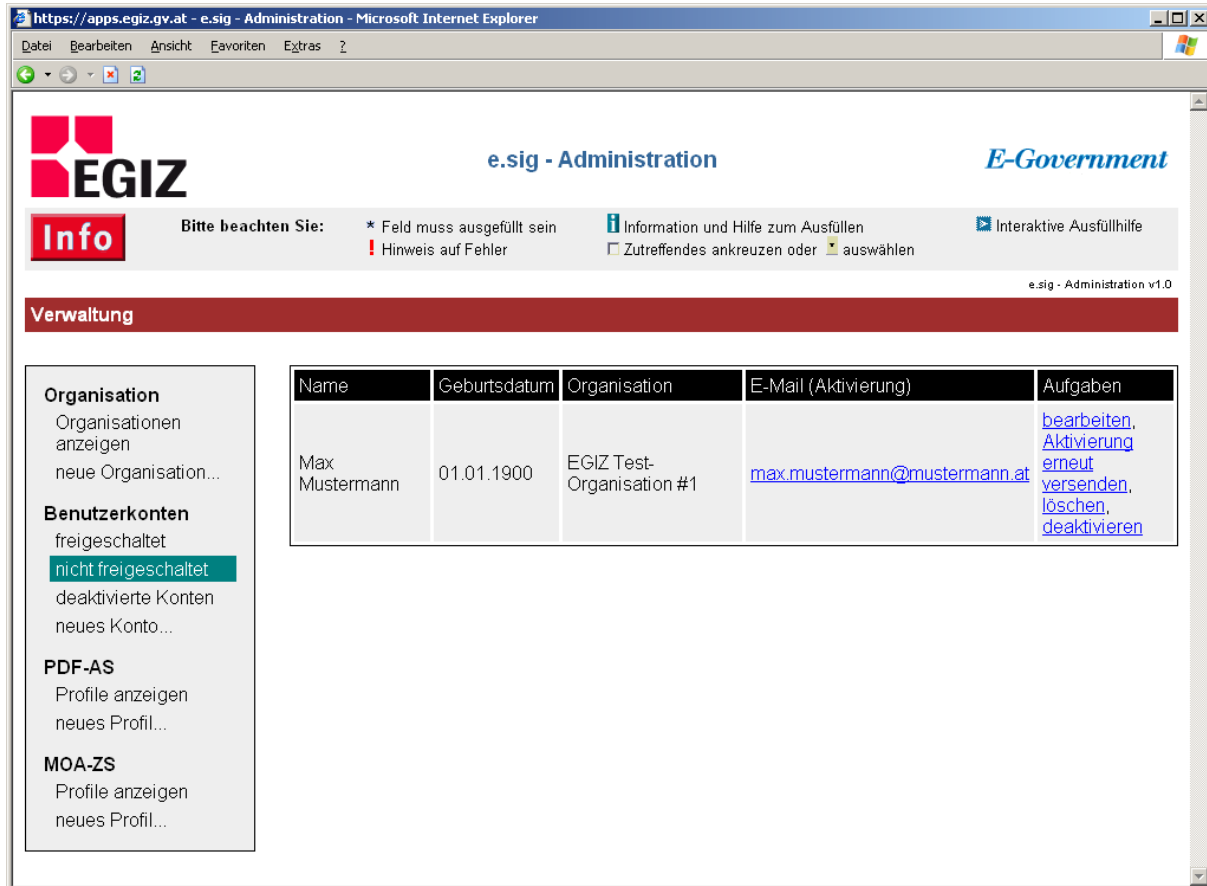 https://apps.egiz.gv.at - e.sig - Administration - Microsoft Internet Explorer
Datei Bearbeiten Ansicht Favoriten Extras ?
EGIZ
e.sig - Administration
E-Government
Info
Bitte beachten Sie:
* Feld muss ausgefüllt sein
! Hinweis auf Fehler
i Information und Hilfe zum Ausfüllen
Zutreffendes ankreuzen oder * auswählen
Interaktive Ausfüllhilfe
e.sig - Administration v1.0
Verwaltung
Organisation
Organisationen
anzeigen
neue Organisation...
Benutzerkonten
freigeschaltet
nicht freigeschaltet
deaktivierte Konten
neues Konto...
PDF-AS
Profile anzeigen
neues Profil...
MOA-ZS
Profile anzeigen
neues Profil...
Name Geburtsdatum Organisation E-Mail (Aktivierung) Aufgaben
Max
Mustermann
01.01.1900
EGIZ Test-
Organisation #1
max.mustermann@mustermann.at
bearbeiten,
Aktivierung
erneut
versenden,
löschen,
deaktivieren